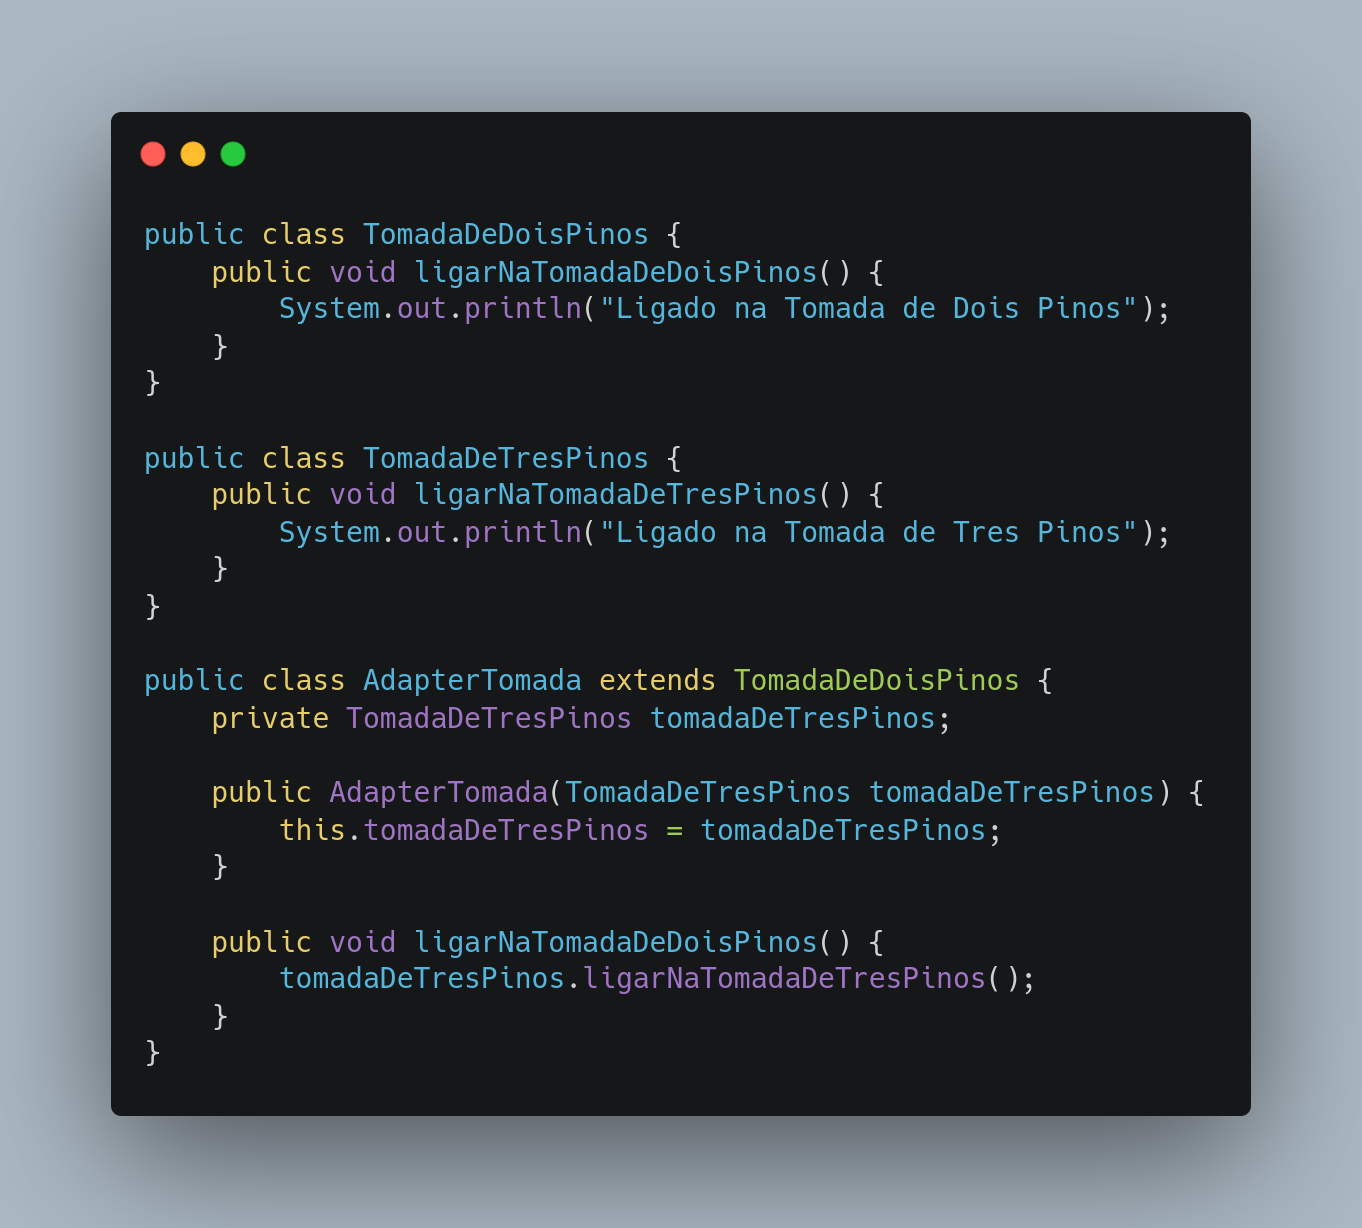 public class TomadaDeDoisPinos {
    public void ligarNaTomadaDeDoisPinos() {
        System.out.println("Ligado na Tomada de Dois Pinos");
    }
}

public class TomadaDeTresPinos {
    public void ligarNaTomadaDeTresPinos() {
        System.out.println("Ligado na Tomada de Tres Pinos");
    }
}

public class AdapterTomada extends TomadaDeDoisPinos {
    private TomadaDeTresPinos tomadaDeTresPinos;

    public AdapterTomada(TomadaDeTresPinos tomadaDeTresPinos) {
        this.tomadaDeTresPinos = tomadaDeTresPinos;
    }

    public void ligarNaTomadaDeDoisPinos() {
        tomadaDeTresPinos.ligarNaTomadaDeTresPinos();
    }
}